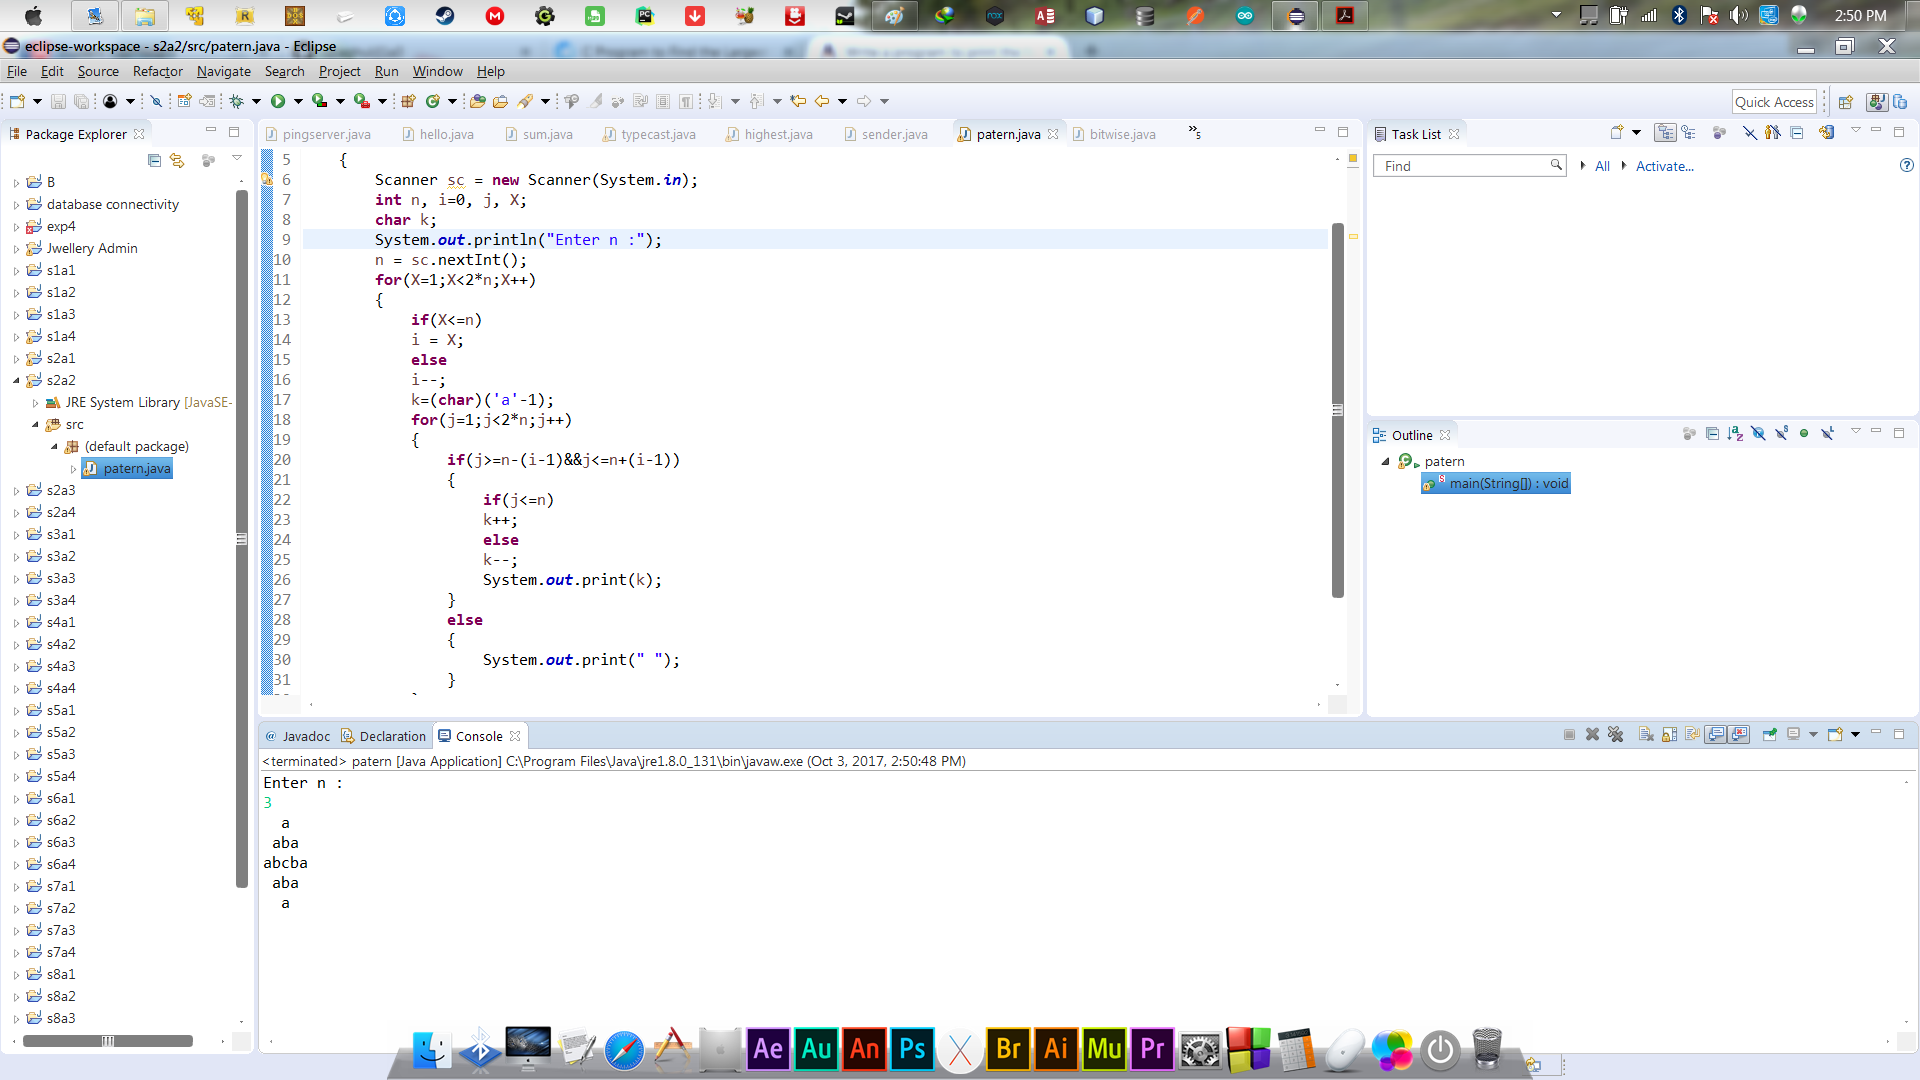 2:50 PM
eclipse-workspace - s2a2/src/patern.java - Eclipse
File Edit Source Refactor Navigate Search Project Run Window Help
Quick Access
Package Explorer
B
database connectivity
exp4
Jwellery Admin
s1a1
s1a2
s1a3
s1a4
s2a1
s2a2
JRE System Library [JavaSE-
src
(default package)
patern.java
s2a3
s2a4
s3a1
s3a2
s3a3
s3a4
s4a1
s4a2
s4a3
s4a4
s5a1
s5a2
s5a3
s5a4
s6a1
s6a2
s6a3
s6a4
s7a1
s7a2
s7a3
s7a4
s8a1
s8a2
s8a3
pingserver.java hello.java sum.java typecast.java highest.java sender.java patern.java bitwise.java »5
5 {
6 Scanner sc = new Scanner(System.in);
7 int n, i=0, j, X;
8 char k;
9 System.out.println("Enter n :");
10 n = sc.nextInt();
11 for(X=1;X<2*n;X++)
12 {
13 if(X<=n)
14 i = X;
15 else
16 i--;
17 k=(char)('a'-1);
18 for(j=1;j<2*n;j++)
19 {
20 if(j>=n-(i-1)&&j<=n+(i-1))
21 {
22 if(j<=n)
23 k++;
24 else
25 k--;
26 System.out.print(k);
27 }
28 else
29 {
30 System.out.print(" ");
31 }
Task List
Find All Activate...
Outline
patern
main(String[]) : void
Javadoc Declaration Console
<terminated> patern [Java Application] C:\Program Files\Java\jre1.8.0_131\bin\javaw.exe (Oct 3, 2017, 2:50:48 PM)
Enter n :
3
a
aba
abcba
aba
a
Ae Au An Ps X Br Ai Mu Pr